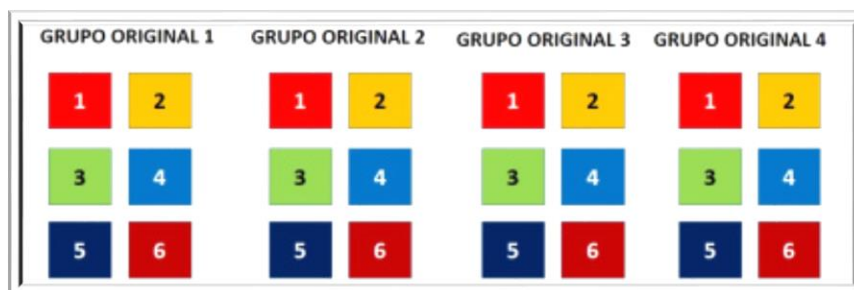 GRUPO ORIGINAL 1 GRUPO ORIGINAL 2 GRUPO ORIGINAL 3 GRUPO ORIGINAL 4
1 2 1 2 1 2 1 2
3 4 3 4 3 4 3 4
5 6 5 6 5 6 5 6